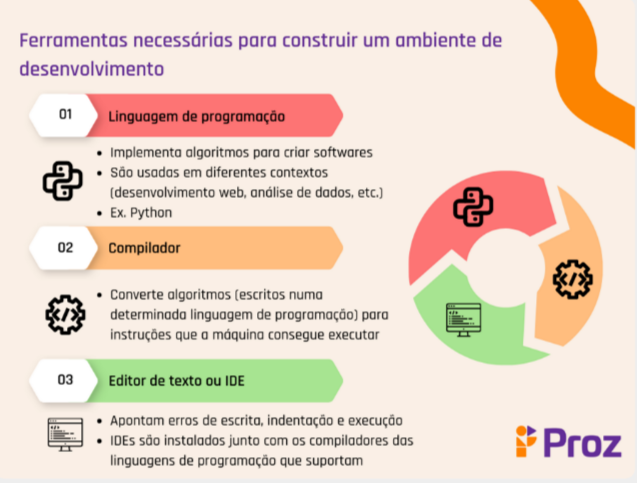 Ferramentas necessárias para construir um ambiente de
desenvolvimento
01
Linguagem de programação
• Implementa algoritmos para criar softwares
• São usadas em diferentes contextos
(desenvolvimento web, análise de dados, etc.)
• Ex. Python
02
Compilador
• Converte algoritmos (escritos numa
determinada linguagem de programação) para
instruções que a máquina consegue executar
03
Editor de texto ou IDE
• Apontam erros de escrita, indentação e execução
• IDEs são instalados junto com os compiladores das
linguagens de programação que suportam
Proz